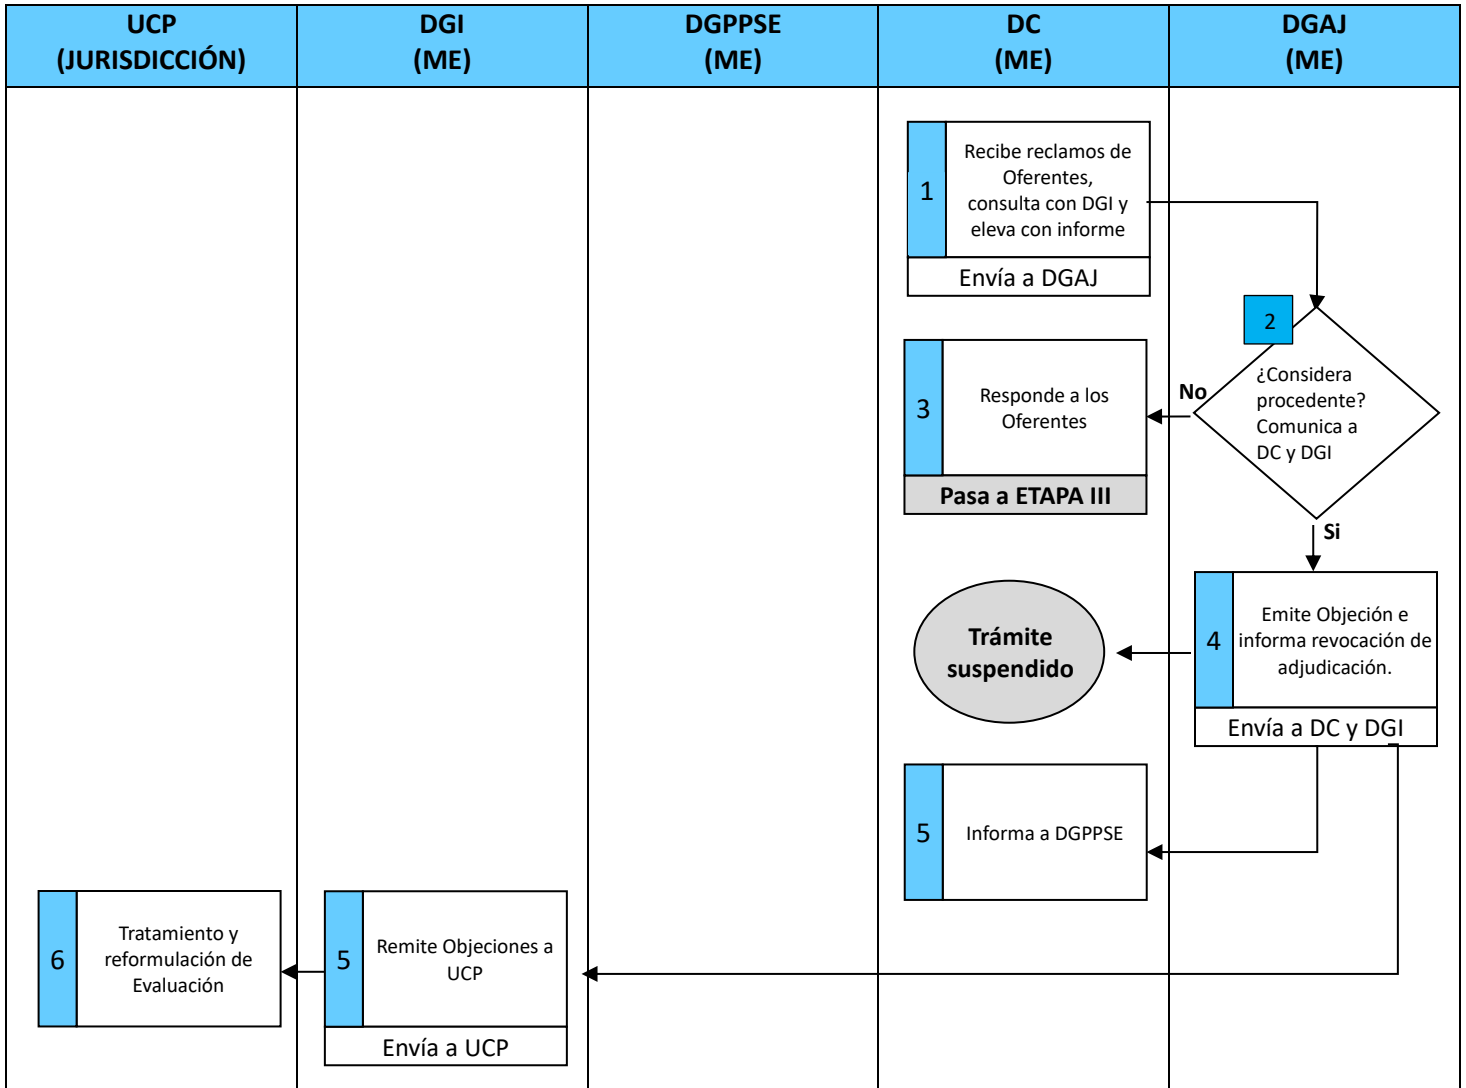 UCP
(JURISDICCIÓN)
DGI
(ME)
DGPPSE
(ME)
DC
(ME)
DGAJ
(ME)
1
Recibe reclamos de
Oferentes,
consulta con DGI y
eleva con informe
Envía a DGAJ
2
¿Considera
procedente?
Comunica a
DC y DGI
No
3
Responde a los
Oferentes
Pasa a ETAPA III
Si
4
Emite Objeción e
informa revocación de
adjudicación.
Envía a DC y DGI
Trámite
suspendido
5
Informa a DGPPSE
5
Remite Objeciones a
UCP
Envía a UCP
6
Tratamiento y
reformulación de
Evaluación